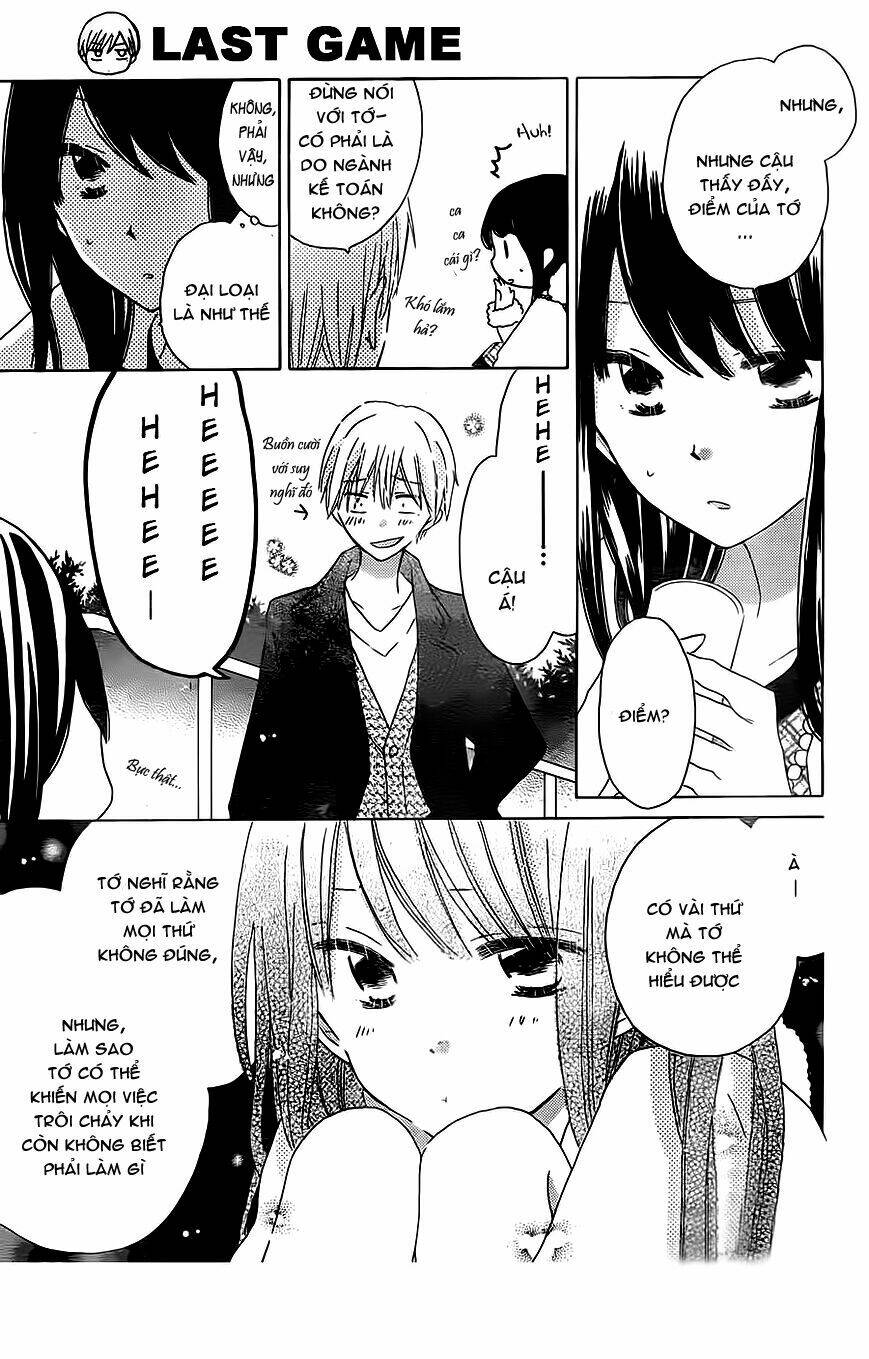 LAST GAME
NHƯNG,
NHƯNG CẬU
THẤY ĐẤY,
ĐIỂM CỦA TỚ
...
ĐIỂM?
ĐỪNG NÓI
VỚI TỚ-
CÓ PHẢI LÀ
DO NGÀNH
KẾ TOÁN
KHÔNG?
Huh!
ca
ca
cái gì?
Khó lắm
hả?
KHÔNG,
PHẢI
VẬY,
NHƯNG
ĐẠI LOẠI
LÀ NHƯ THẾ
HEHE—...
CẬU
Á!
Buồn cười
với suy
nghĩ đó
HEEEEEE
HEHEE—
Bực thật...
À—
CÓ VÀI THỨ
MÀ TỚ
KHÔNG THỂ
HIỂU ĐƯỢC
TỚ NGHĨ RẰNG
TỚ ĐÃ LÀM
MỌI THỨ
KHÔNG ĐÚNG,
NHƯNG,
LÀM SAO
TỚ CÓ THỂ
KHIẾN MỌI VIỆC
TRÔI CHẢY KHI
CÒN KHÔNG BIẾT
PHẢI LÀM GÌ